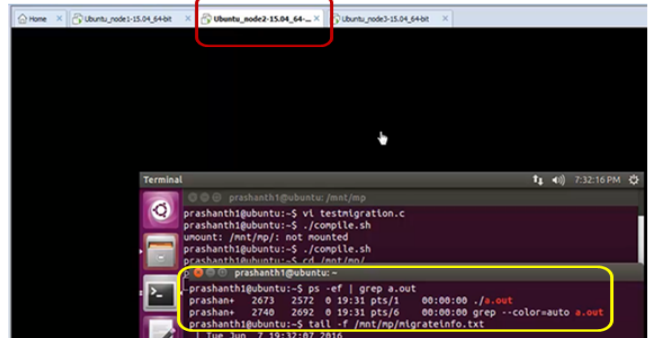 Home
Ubuntu_node1-15.04_64-bit
Ubuntu_node2-15.04_64-...
Ubuntu_node3-15.04_64-bit
Terminal
7:32:16 PM
prashanth1@ubuntu: /mnt/mp
prashanth1@ubuntu:~$ vi testmigration.c
prashanth1@ubuntu:~$ ./compile.sh
umount: /mnt/mp/: not mounted
prashanth1@ubuntu:~$ ./compile.sh
prashanth1@ubuntu:~$ cd /mnt/mp/
prashanth1@ubuntu: ~
prashanth1@ubuntu:~$ ps -ef | grep a.out
prashan+ 2673 2572 0 19:31 pts/1 00:00:00 ./a.out
prashan+ 2740 2692 0 19:31 pts/6 00:00:00 grep --color=auto a.out
prashanth1@ubuntu:~$ tail -f /mnt/mp/migrateinfo.txt
| Tue Jun 7 19:32:07 2016